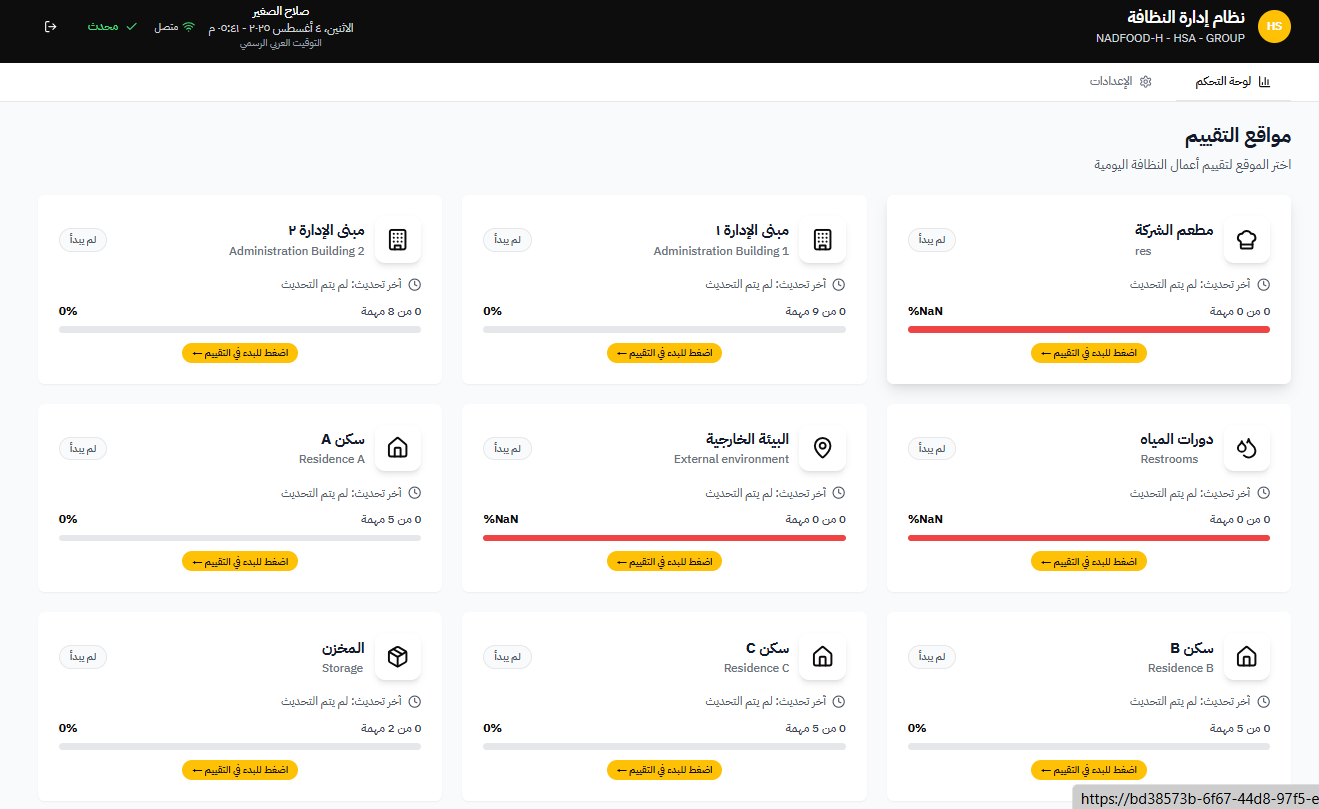 HS
نظام إدارة النظافة
NADFOOD-H - HSA - GROUP
صلاح الصغير
الاثنين، ٤ أغسطس ٢٠٢٥ - ٠٥:٤١ م
التوقيت العربي الرسمي
متصل
محدث
لوحة التحكم
الإعدادات
مواقع التقييم
اختر الموقع لتقييم أعمال النظافة اليومية
مطعم الشركة
res
لم يبدأ
آخر تحديث: لم يتم التحديث
0 من 0 مهمة
%NaN
اضغط للبدء في التقييم ←
مبنى الإدارة ١
Administration Building 1
لم يبدأ
آخر تحديث: لم يتم التحديث
0 من 9 مهمة
0%
اضغط للبدء في التقييم ←
مبنى الإدارة ٢
Administration Building 2
لم يبدأ
آخر تحديث: لم يتم التحديث
0 من 8 مهمة
0%
اضغط للبدء في التقييم ←
دورات المياه
Restrooms
لم يبدأ
آخر تحديث: لم يتم التحديث
0 من 0 مهمة
%NaN
اضغط للبدء في التقييم ←
البيئة الخارجية
External environment
لم يبدأ
آخر تحديث: لم يتم التحديث
0 من 0 مهمة
%NaN
اضغط للبدء في التقييم ←
سكن A
Residence A
لم يبدأ
آخر تحديث: لم يتم التحديث
0 من 5 مهمة
0%
اضغط للبدء في التقييم ←
سكن B
Residence B
لم يبدأ
آخر تحديث: لم يتم التحديث
0 من 5 مهمة
0%
اضغط للبدء في التقييم ←
سكن C
Residence C
لم يبدأ
آخر تحديث: لم يتم التحديث
0 من 5 مهمة
0%
اضغط للبدء في التقييم ←
المخزن
Storage
لم يبدأ
آخر تحديث: لم يتم التحديث
0 من 2 مهمة
0%
اضغط للبدء في التقييم ←
https://bd38573b-6f67-44d8-97f5-e